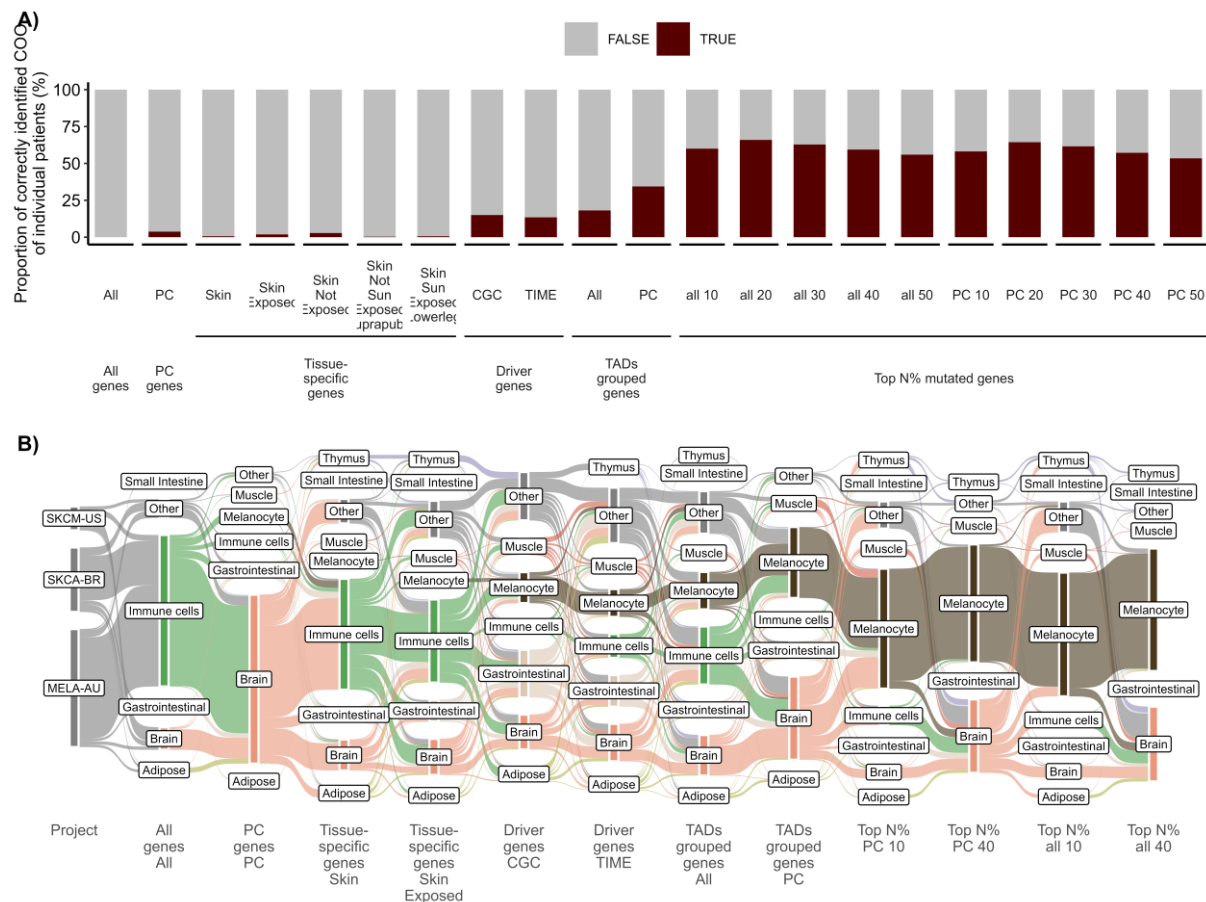 A)
FALSE TRUE
Proportion of correctly identified COO
of individual patients (%)
100
75
50
25
0
All PC Skin Skin Exposed Skin Not Exposed Skin Not Sun Exposed uprapub Skin Sun Exposed owerleg CGC TIME All PC all 10 all 20 all 30 all 40 all 50 PC 10 PC 20 PC 30 PC 40 PC 50
All genes PC genes Tissue-specific genes Driver genes TADs grouped genes Top N% mutated genes
B)
SKCM-US
SKCA-BR
MELA-AU
Small Intestine
Other
Immune cells
Gastrointestinal
Brain
Adipose
Other
Muscle
Melanocyte
Immune cells
Gastrointestinal
Brain
Adipose
Thymus
Small Intestine
Other
Muscle
Melanocyte
Immune cells
Gastrointestinal
Brain
Adipose
Thymus
Small Intestine
Other
Muscle
Melanocyte
Immune cells
Gastrointestinal
Brain
Adipose
Other
Muscle
Melanocyte
Gastrointestinal
Brain
Adipose
Thymus
Other
Muscle
Melanocyte
Immune cells
Gastrointestinal
Brain
Adipose
Thymus
Small Intestine
Other
Muscle
Melanocyte
Immune cells
Gastrointestinal
Brain
Adipose
Other
Muscle
Melanocyte
Immune cells
Gastrointestinal
Brain
Adipose
Thymus
Small Intestine
Other
Muscle
Melanocyte
Immune cells
Gastrointestinal
Brain
Adipose
Thymus
Other
Muscle
Melanocyte
Gastrointestinal
Brain
Thymus
Small Intestine
Other
Muscle
Melanocyte
Immune cells
Gastrointestinal
Brain
Adipose
Thymus
Small Intestine
Other
Muscle
Melanocyte
Gastrointestinal
Brain
Project
All
genes
All
PC
genes
PC
Tissue-
specific
genes
Skin
Tissue-
specific
genes
Skin
Exposed
Driver
genes
CGC
Driver
genes
TIME
TADs
grouped
genes
All
TADs
grouped
genes
PC
Top N%
PC 10
Top N%
PC 40
Top N%
all 10
Top N%
all 40